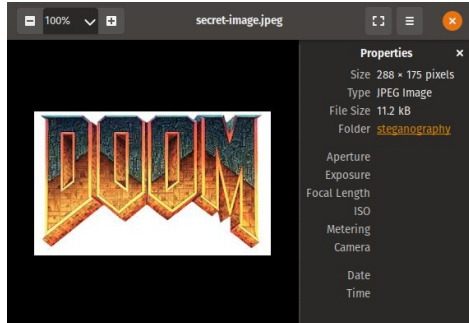 100%
secret-image.jpeg
Properties
Size 288 × 175 pixels
Type JPEG Image
File Size 11.2 kB
Folder steganography
Aperture
Exposure
Focal Length
ISO
Metering
Camera
Date
Time
DOOM